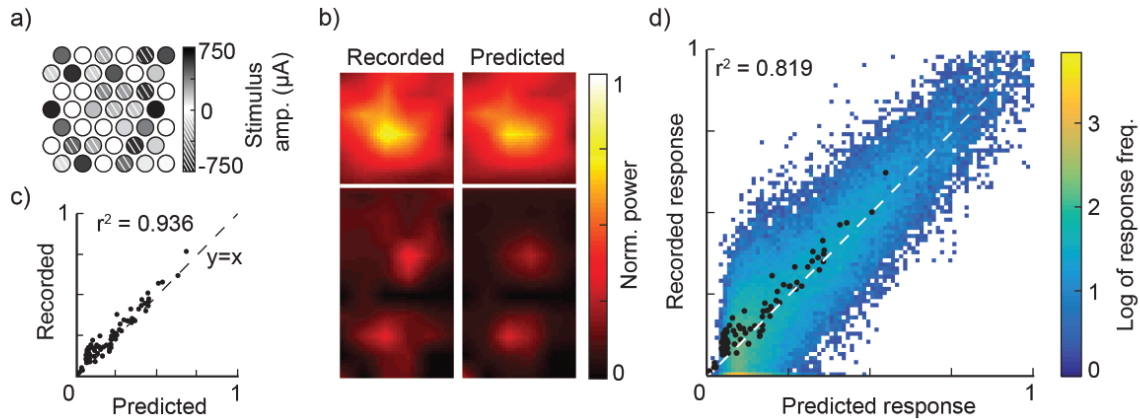 a)
750
0
-750
Stimulus
amp. (µA)
b)
Recorded
Predicted
1
0
Norm. power
c)
1
r² = 0.936
y=x
Recorded
0
1
Predicted
d)
1
r² = 0.819
Recorded response
0
1
Predicted response
3
2
1
0
Log of response freq.